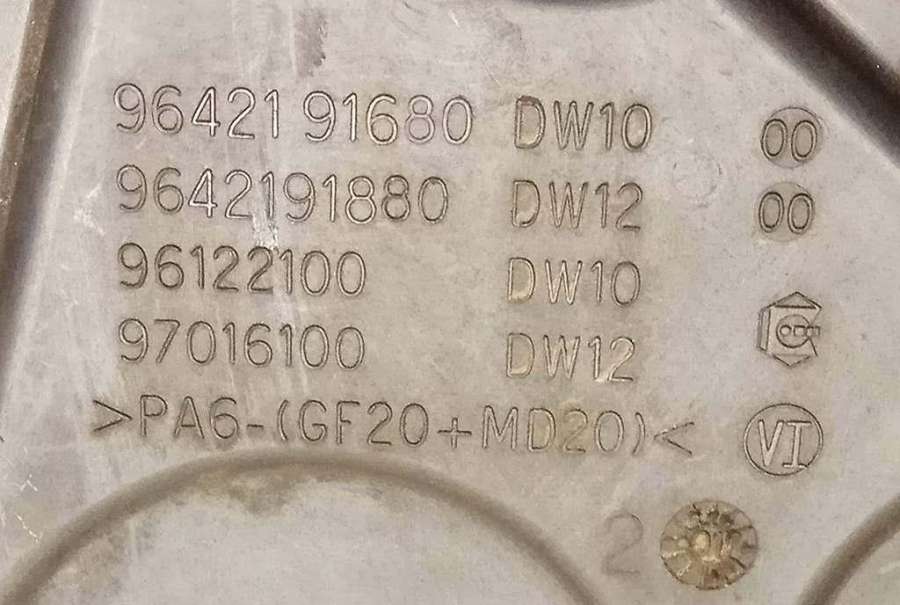 9642191680 DW10 00
9642191880 DW12 00
96122100 DW10
97016100 DW12
>PA6-(GF20+MD20)<
VI
2